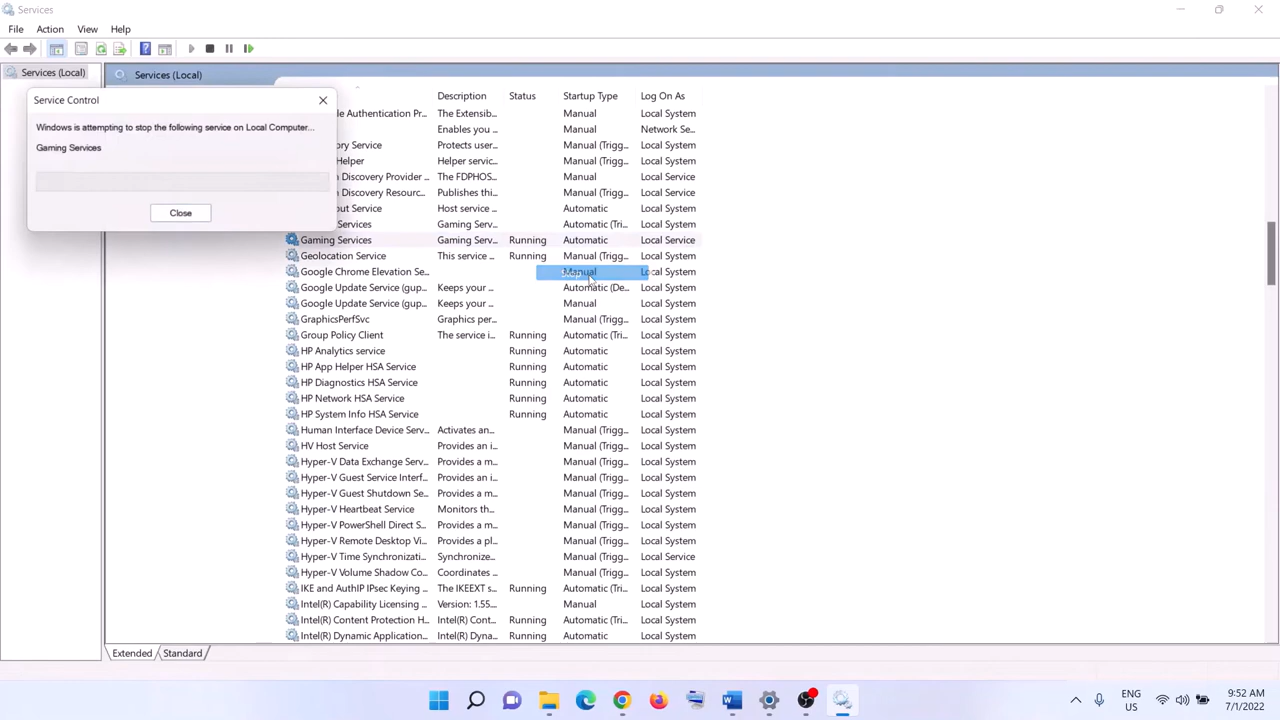 Services
File Action View Help
Services (Local)
Services (Local)
Service Control
Windows is attempting to stop the following service on Local Computer...
Gaming Services
Close
Description Status Startup Type Log On As
le Authentication Pr... The Extensib... Manual Local System
Enables you ... Manual Network Se...
ory Service Protects user... Manual (Trigg... Local System
Helper Helper servic... Manual (Trigg... Local System
n Discovery Provider ... The FDPHOS... Manual Local Service
n Discovery Resourc... Publishes thi... Manual (Trigg... Local Service
out Service Host service ... Automatic Local System
Services Gaming Serv... Automatic (Tri... Local System
Gaming Services Gaming Serv... Running Automatic Local Service
Geolocation Service This service ... Running Manual (Trigg... Local System
Google Chrome Elevation Se... Manual Local System
Google Update Service (gup... Keeps your ... Automatic (De... Local System
Google Update Service (gup... Keeps your ... Manual Local System
GraphicsPerfSvc Graphics per... Manual (Trigg... Local System
Group Policy Client The service i... Running Automatic (Tri... Local System
HP Analytics service Running Automatic Local System
HP App Helper HSA Service Running Automatic Local System
HP Diagnostics HSA Service Running Automatic Local System
HP Network HSA Service Running Automatic Local System
HP System Info HSA Service Running Automatic Local System
Human Interface Device Serv... Activates an... Manual (Trigg... Local System
HV Host Service Provides an i... Manual (Trigg... Local System
Hyper-V Data Exchange Serv... Provides a m... Manual (Trigg... Local System
Hyper-V Guest Service Interf... Provides an i... Manual (Trigg... Local System
Hyper-V Guest Shutdown Se... Provides a m... Manual (Trigg... Local System
Hyper-V Heartbeat Service Monitors th... Manual (Trigg... Local System
Hyper-V PowerShell Direct S... Provides a m... Manual (Trigg... Local System
Hyper-V Remote Desktop Vi... Provides a pl... Manual (Trigg... Local System
Hyper-V Time Synchronizati... Synchronize... Manual (Trigg... Local Service
Hyper-V Volume Shadow Co... Coordinates ... Manual (Trigg... Local System
IKE and AuthIP IPsec Keying ... The IKEEXT s... Running Automatic (Tri... Local System
Intel(R) Capability Licensing ... Version: 1.55... Manual Local System
Intel(R) Content Protection H... Intel(R) Cont... Running Automatic (Tri... Local System
Intel(R) Dynamic Application... Intel(R) Dyna... Running Automatic Local System
Extended Standard
ENG
US
9:52 AM
7/1/2022